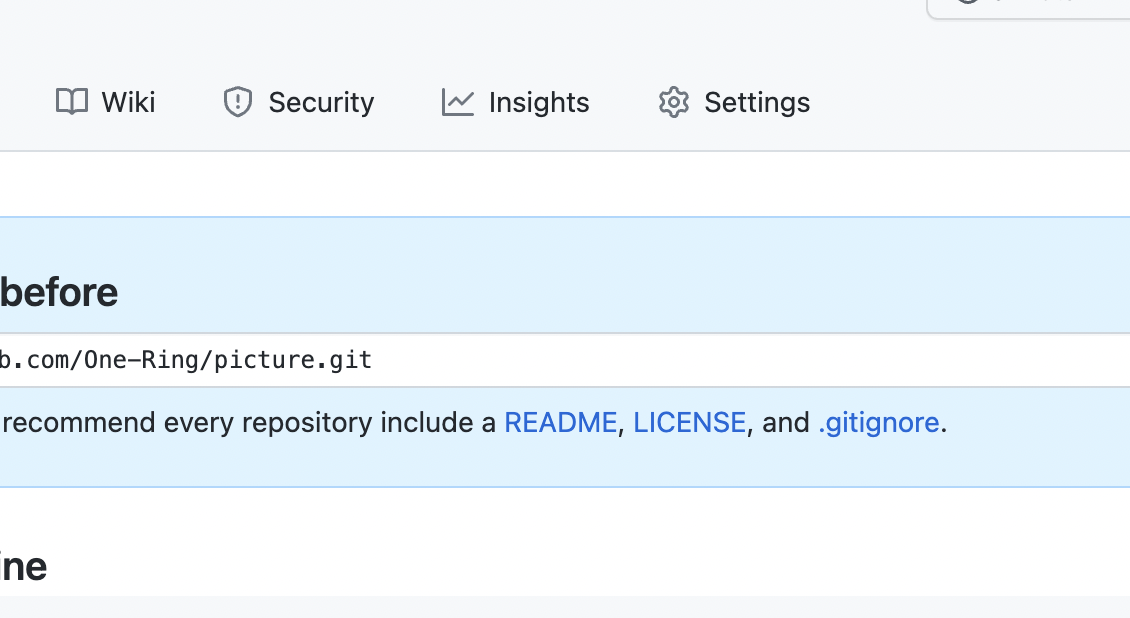 Wiki Security Insights Settings
before
b.com/One-Ring/picture.git
recommend every repository include a README, LICENSE, and .gitignore.
ine